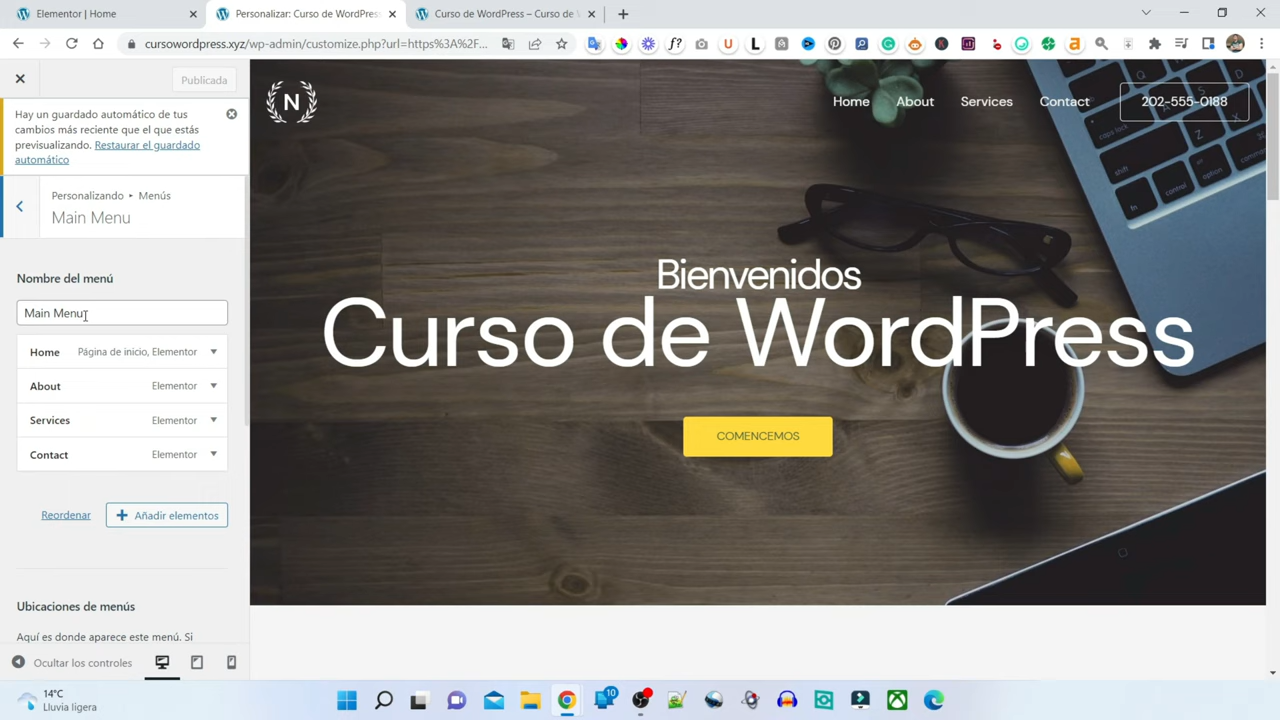 Elementor | Home
Personalizar: Curso de WordPress
Curso de WordPress – Curso de W
cursowordpress.xyz/wp-admin/customize.php?url=https%3A%2F...
Publicada
Hay un guardado automático de tus
cambios más reciente que el que estás
previsualizando. Restaurar el guardado
automático
Personalizando ▸ Menús
Main Menu
Nombre del menú
Main Menu
Home Página de inicio, Elementor
About Elementor
Services Elementor
Contact Elementor
Reordenar
+ Añadir elementos
Ubicaciones de menús
Aquí es donde aparece este menú. Si
Ocultar los controles
N
Home About Services Contact 202-555-0188
Bienvenidos
Curso de WordPress
COMENCEMOS
14°C
Lluvia ligera
10